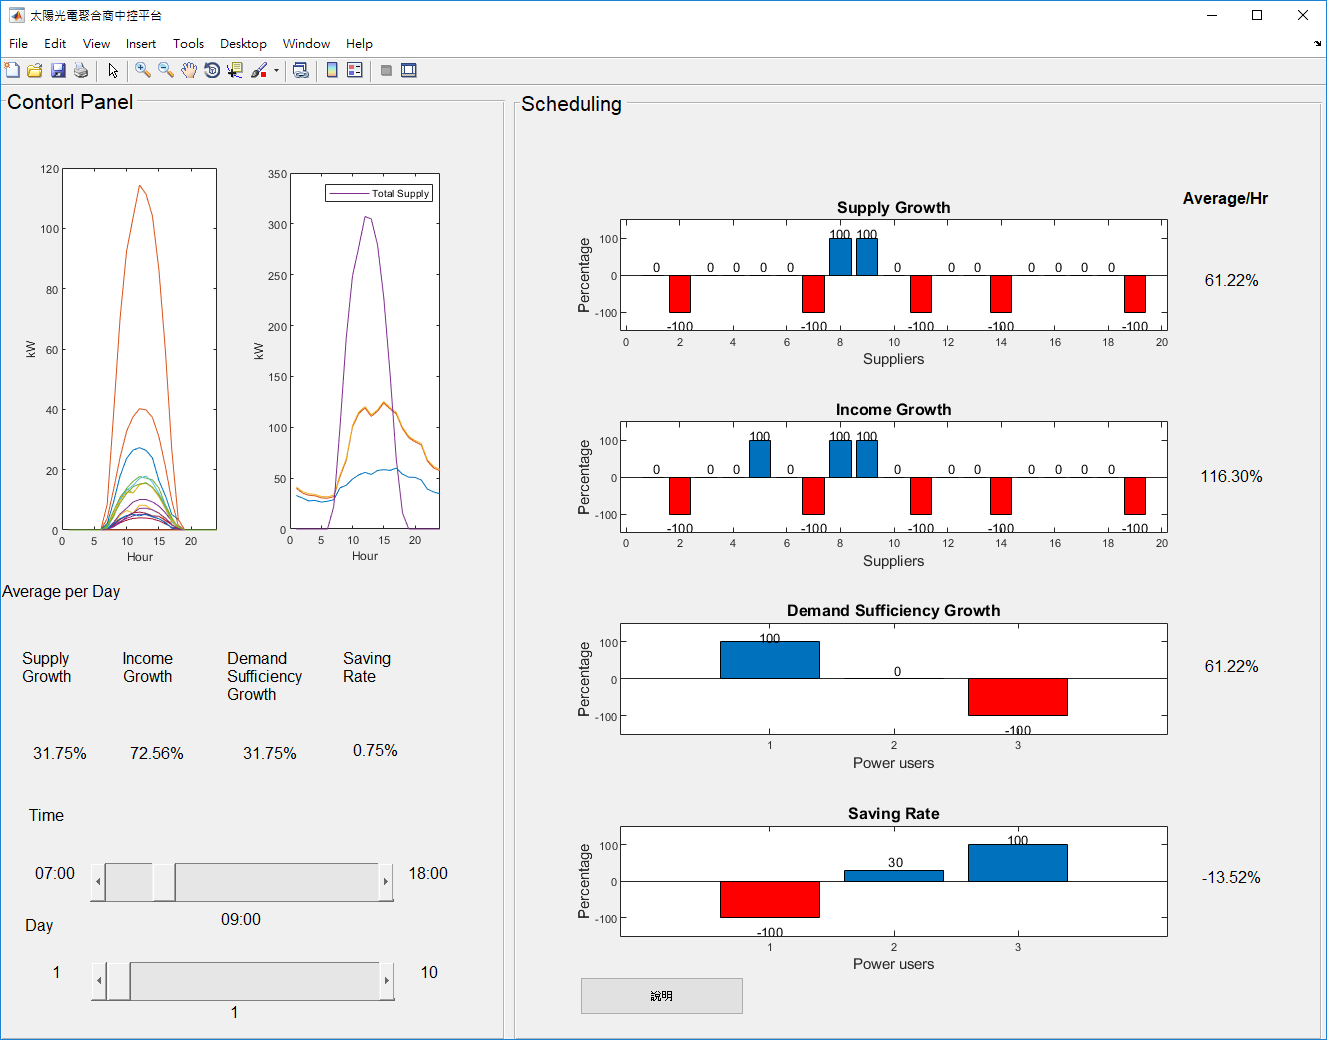 太陽光電聚合商中控平台
File Edit View Insert Tools Desktop Window Help
Contorl Panel
120
100
80
60
40
20
0
kW
0 5 10 15 20
Hour
350
300
250
200
150
100
50
0
kW
Total Supply
0 5 10 15 20
Hour
Average per Day
Supply
Growth
Income
Growth
Demand
Sufficiency
Growth
Saving
Rate
31.75% 72.56% 31.75% 0.75%
Time
07:00 18:00
09:00
Day
1 10
1
Scheduling
Average/Hr
Supply Growth
Percentage
100
0
-100
0 -100 0 0 0 0 -100 100 100 0 -100 0 0 -100 0 0 0 0 -100
0 2 4 6 8 10 12 14 16 18 20
Suppliers
61.22%
Income Growth
Percentage
100
0
-100
0 -100 0 0 100 0 -100 100 100 0 -100 0 0 -100 0 0 0 0 -100
0 2 4 6 8 10 12 14 16 18 20
Suppliers
116.30%
Demand Sufficiency Growth
Percentage
100
0
-100
100 0 -100
1 2 3
Power users
61.22%
Saving Rate
Percentage
100
0
-100
-100 30 100
1 2 3
Power users
-13.52%
說明